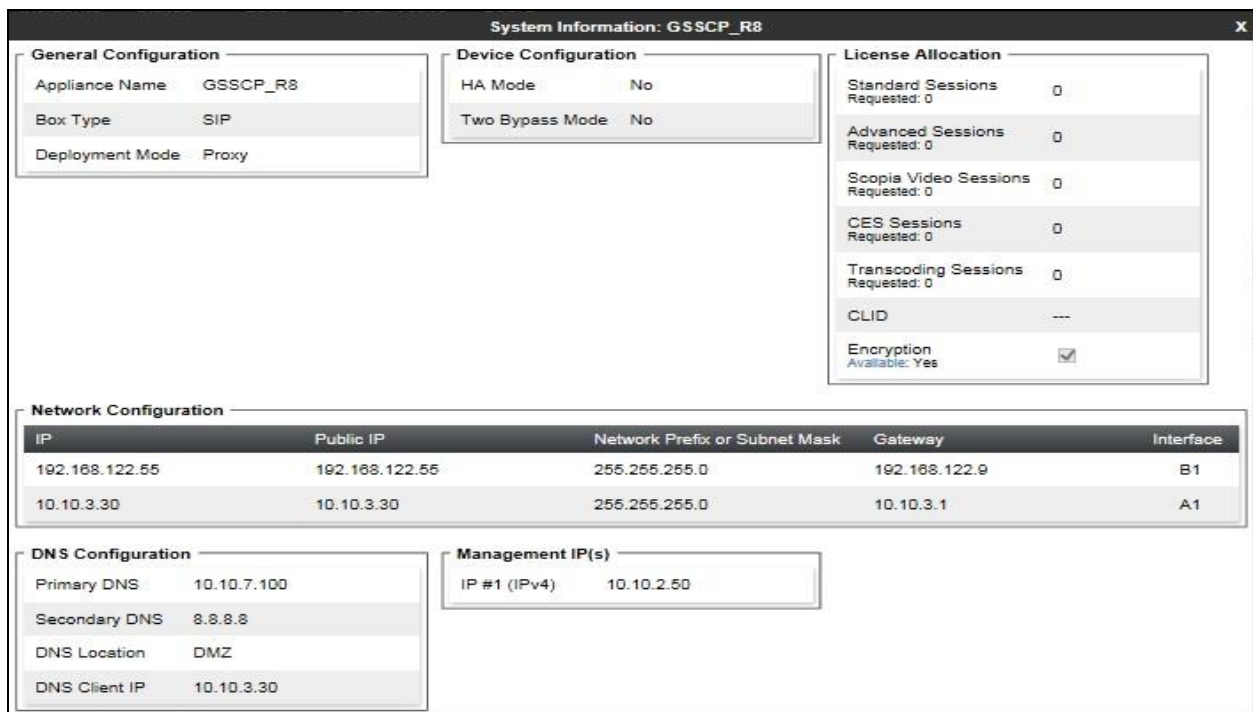 System Information: GSSCP_R8
X
General Configuration
Appliance Name GSSCP_R8
Box Type SIP
Deployment Mode Proxy
Device Configuration
HA Mode No
Two Bypass Mode No
License Allocation
Standard Sessions 0
Requested: 0
Advanced Sessions 0
Requested: 0
Scopia Video Sessions 0
Requested: 0
CES Sessions 0
Requested: 0
Transcoding Sessions 0
Requested: 0
CLID ---
Encryption
Available: Yes
Network Configuration
IP Public IP Network Prefix or Subnet Mask Gateway Interface
192.168.122.55 192.168.122.55 255.255.255.0 192.168.122.9 B1
10.10.3.30 10.10.3.30 255.255.255.0 10.10.3.1 A1
DNS Configuration
Primary DNS 10.10.7.100
Secondary DNS 8.8.8.8
DNS Location DMZ
DNS Client IP 10.10.3.30
Management IP(s)
IP #1 (IPv4) 10.10.2.50